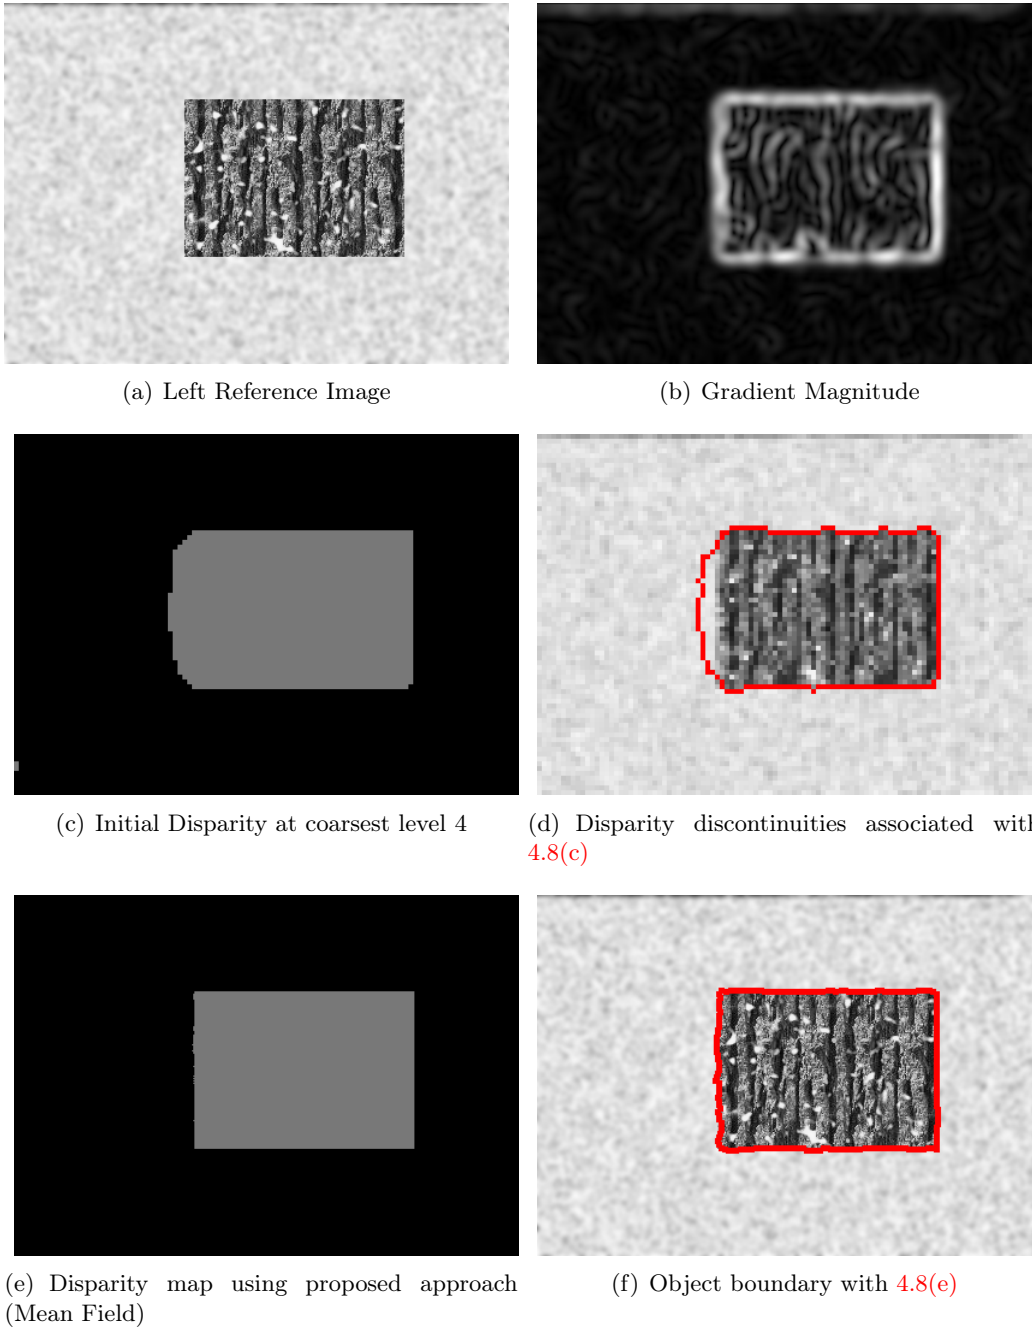 (a) Left Reference Image
(b) Gradient Magnitude
(c) Initial Disparity at coarsest level 4
(d) Disparity discontinuities associated with
4.8(c)
(e) Disparity map using proposed approach
(Mean Field)
(f) Object boundary with 4.8(e)